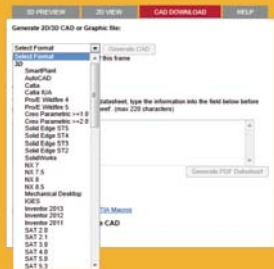 3D PREVIEW 2D VIEW CAD DOWNLOAD HELP
Generate 2D/3D CAD or Graphic file:
Select Format Generate CAD
Select Format this frame
3D
SmartPlant
AutoCAD
Catia
Catia IUA
Pro/E Wildfire 4
Pro/E Wildfire 5
Creo Parametric >=1.0
Creo Parametric >=2.0
datasheet, type the information into the field below before
(max 220 characters)
Solid Edge ST5
Solid Edge ST4
Solid Edge ST3
Solid Edge ST2
SolidWorks
NX 7
NX 7.5
NX 8
NX 8.5
Generate PDF Datasheet
Mechanical Desktop
IGES
Inventor 2013
Inventor 2012
Inventor 2011
CAD
SAT 2.0
SAT 2.1
SAT 3.0
SAT 4.0
SAT 5.0
SAT 5.3